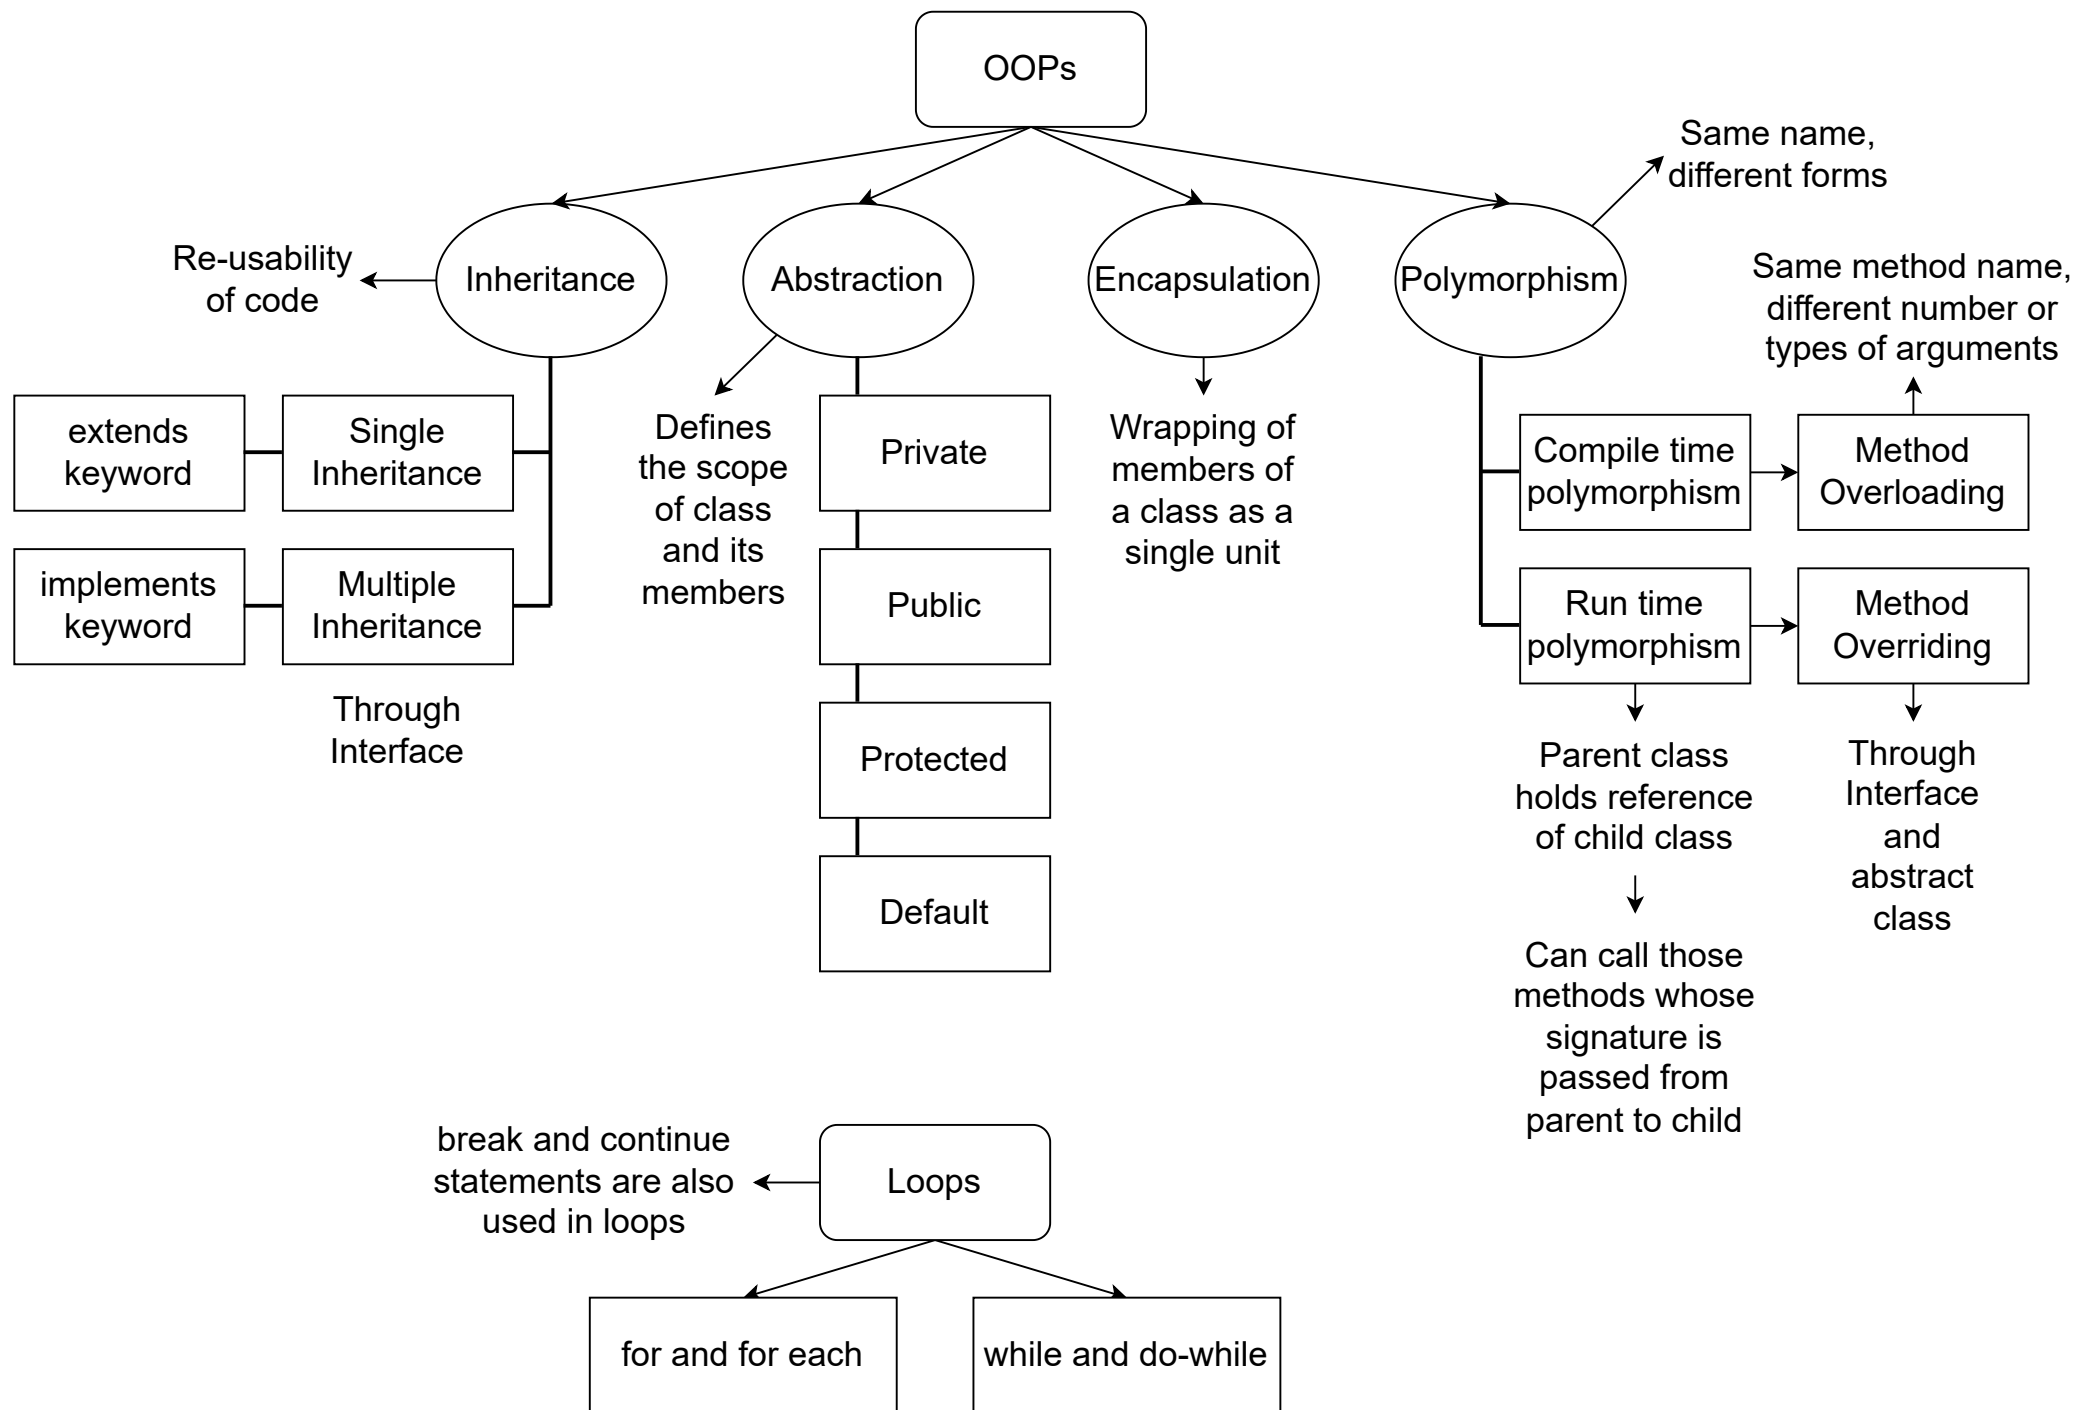 OOPs
Same name,
different forms
Re-usability
of code
Inheritance
Abstraction
Encapsulation
Polymorphism
Same method name,
different number or
types of arguments
extends
keyword
Single
Inheritance
implements
keyword
Multiple
Inheritance
Through
Interface
Defines
the scope
of class
and its
members
Private
Public
Protected
Default
Wrapping of
members of
a class as a
single unit
Compile time
polymorphism
Method
Overloading
Run time
polymorphism
Method
Overriding
Parent class
holds reference
of child class
Can call those
methods whose
signature is
passed from
parent to child
Through
Interface
and
abstract
class
break and continue
statements are also
used in loops
Loops
for and for each
while and do-while